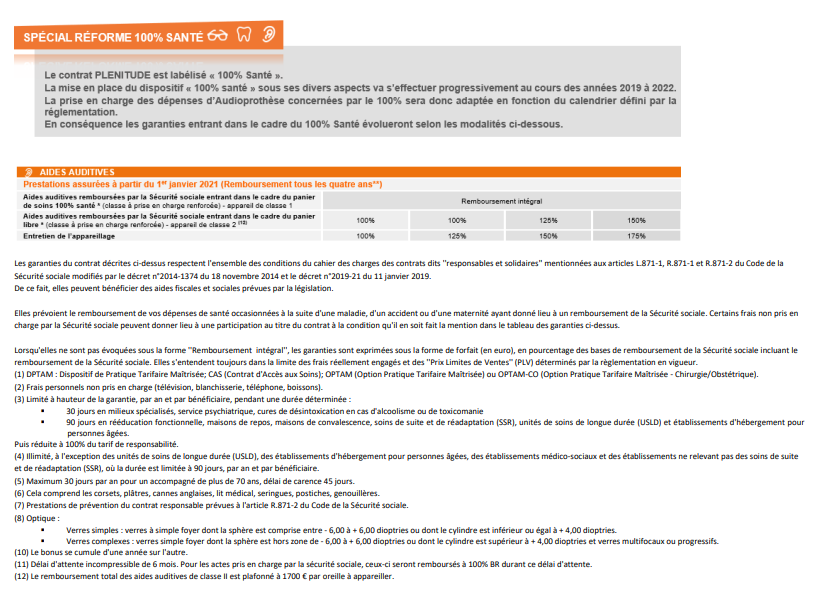 SPÉCIAL RÉFORME 100% SANTÉ
Le contrat PLENITUDE est labélisé « 100% Santé ».
La mise en place du dispositif « 100% santé » sous ses divers aspects va s'effectuer progressivement au cours des années 2019 à 2022.
La prise en charge des dépenses d'Audioprothèse concernées par le 100% sera donc adaptée en fonction du calendrier défini par la
réglementation.
En conséquence les garanties entrant dans le cadre du 100% Santé évolueront selon les modalités ci-dessous.
AIDES AUDITIVES
Prestations assurées à partir du 1er janvier 2021 (Remboursement tous les quatre ans**)
Aides auditives remboursées par la Sécurité sociale entrant dans le cadre du panier
de soins 100% santé * (classe à prise en charge renforcée) - appareil de classe 1
Remboursement intégral
Aides auditives remboursées par la Sécurité sociale entrant dans le cadre du panier
libre * (classe à prise en charge renforcée) - appareil de classe 2 (10)
100% 100% 125% 150%
Entretien de l'appareillage 100% 125% 150% 175%
Les garanties du contrat décrites ci-dessus respectent l'ensemble des conditions du cahier des charges des contrats dits "responsables et solidaires" mentionnées aux articles L.871-1, R.871-1 et R.871-2 du Code de la
Sécurité sociale modifiés par le décret n°2014-1374 du 18 novembre 2014 et le décret n°2019-21 du 11 janvier 2019.
De ce fait, elles peuvent bénéficier des aides fiscales et sociales prévues par la législation.
Elles prévoient le remboursement de vos dépenses de santé occasionnées à la suite d'une maladie, d'un accident ou d'une maternité ayant donné lieu à un remboursement de la Sécurité sociale. Certains frais non pris en
charge par la Sécurité sociale peuvent donner lieu à une participation au titre du contrat à la condition qu'il en soit fait la mention dans le tableau des garanties ci-dessus.
Lorsqu'elles ne sont pas évoquées sous la forme "Remboursement intégral", les garanties sont exprimées sous la forme de forfait (en euro), en pourcentage des bases de remboursement de la Sécurité sociale incluant le
remboursement de la Sécurité sociale. Elles s'entendent toujours dans la limite des frais réellement engagés et des "Prix Limites de Ventes" (PLV) déterminés par la règlementation en vigueur.
(1) DPTAM : Dispositif de Pratique Tarifaire Maîtrisée; CAS (Contrat d'Accès aux Soins); OPTAM (Option Pratique Tarifaire Maîtrisée) ou OPTAM-CO (Option Pratique Tarifaire Maîtrisée - Chirurgie/Obstétrique).
(2) Frais personnels non pris en charge (télévision, blanchisserie, téléphone, boissons).
(3) Limité à hauteur de la garantie, par an et par bénéficiaire, pendant une durée déterminée :
▪ 30 jours en milieux spécialisés, service psychiatrique, cures de désintoxication en cas d'alcoolisme ou de toxicomanie
▪ 90 jours en rééducation fonctionnelle, maisons de repos, maisons de convalescence, soins de suite et de réadaptation (SSR), unités de soins de longue durée (USLD) et établissements d'hébergement pour
personnes âgées.
Puis réduite à 100% du tarif de responsabilité.
(4) Illimité, à l'exception des unités de soins de longue durée (USLD), des établissements d'hébergement pour personnes âgées, des établissements médico-sociaux et des établissements ne relevant pas des soins de suite
et de réadaptation (SSR), où la durée est limitée à 90 jours, par an et par bénéficiaire.
(5) Maximum 30 jours par an pour un accompagné de plus de 70 ans, délai de carence 45 jours.
(6) Cela comprend les corsets, plâtres, cannes anglaises, lit médical, seringues, postiches, genouillères.
(7) Prestations de prévention du contrat responsable prévues à l'article R.871-2 du Code de la Sécurité sociale.
(8) Optique :
▪ Verres simples : verres à simple foyer dont la sphère est comprise entre - 6,00 à + 6,00 dioptries ou dont le cylindre est inférieur ou égal à + 4,00 dioptries.
▪ Verres complexes : verres simple foyer dont la sphère est hors zone de - 6,00 à + 6,00 dioptries ou dont le cylindre est supérieur à + 4,00 dioptries et verres multifocaux ou progressifs.
(10) Le bonus se cumule d'une année sur l'autre.
(11) Délai d'attente incompressible de 6 mois. Pour les actes pris en charge par la sécurité sociale, ceux-ci seront remboursés à 100% BR durant ce délai d'attente.
(12) Le remboursement total des aides auditives de classe II est plafonné à 1700 € par oreille à appareiller.